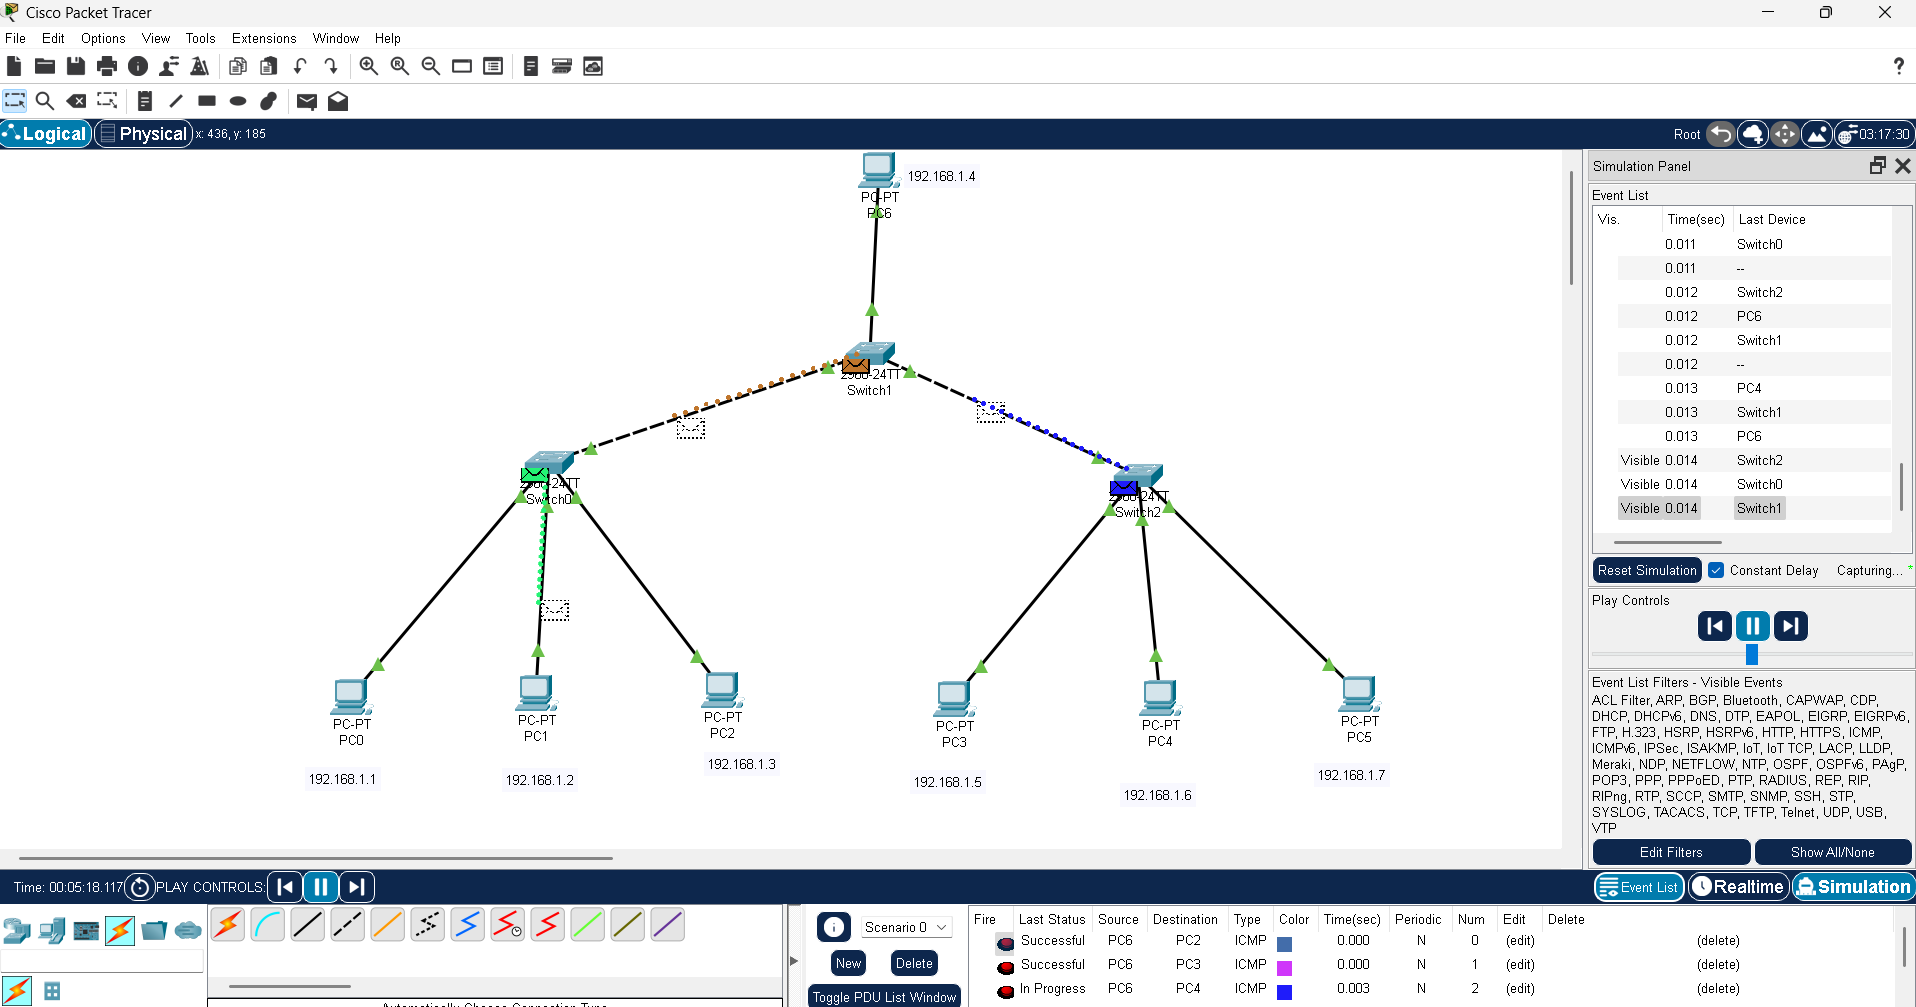 Cisco Packet Tracer
File Edit Options View Tools Extensions Window Help
?
Logical Physical x: 436, y: 185 Root 03:17:30
192.168.1.4
PC-PT
PC6
2960-24TT
Switch1
2960-24TT
Switch0
2960-24TT
Switch2
PC-PT
PC0
PC-PT
PC1
PC-PT
PC2
PC-PT
PC3
PC-PT
PC4
PC-PT
PC5
192.168.1.1
192.168.1.2
192.168.1.3
192.168.1.5
192.168.1.6
192.168.1.7
Simulation Panel
Event List
Vis. Time(sec) Last Device
0.011 Switch0
0.011 --
0.012 Switch2
0.012 PC6
0.012 Switch1
0.012 --
0.013 PC4
0.013 Switch1
0.013 PC6
Visible 0.014 Switch2
Visible 0.014 Switch0
Visible 0.014 Switch1
Reset Simulation Constant Delay Capturing... *
Play Controls
Event List Filters - Visible Events
ACL Filter, ARP, BGP, Bluetooth, CAPWAP, CDP,
DHCP, DHCPv6, DNS, DTP, EAPOL, EIGRP, EIGRPv6,
FTP, H.323, HSRP, HSRPv6, HTTP, HTTPS, ICMP,
ICMPv6, IPSec, ISAKMP, IoT, IoT TCP, LACP, LLDP,
Meraki, NDP, NETFLOW, NTP, OSPF, OSPFv6, PAgP,
POP3, PPP, PPPoED, PTP, RADIUS, REP, RIP,
RIPng, RTP, SCCP, SMTP, SNMP, SSH, STP,
SYSLOG, TACACS, TCP, TFTP, Telnet, UDP, USB,
VTP
Edit Filters Show All/None
Time: 00:05:18.117 PLAY CONTROLS: Event List Realtime Simulation
Scenario 0
New Delete
Toggle PDU List Window
Fire Last Status Source Destination Type Color Time(sec) Periodic Num Edit Delete
Successful PC6 PC2 ICMP 0.000 N 0 (edit) (delete)
Successful PC6 PC3 ICMP 0.000 N 1 (edit) (delete)
In Progress PC6 PC4 ICMP 0.003 N 2 (edit) (delete)
Automatically Choose Connection Type